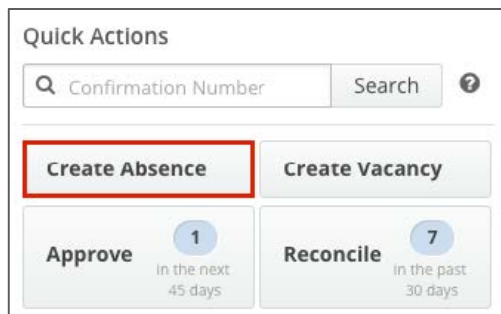 Quick Actions
Confirmation Number Search ?
Create Absence Create Vacancy
Approve 1 in the next 45 days
Reconcile 7 in the past 30 days